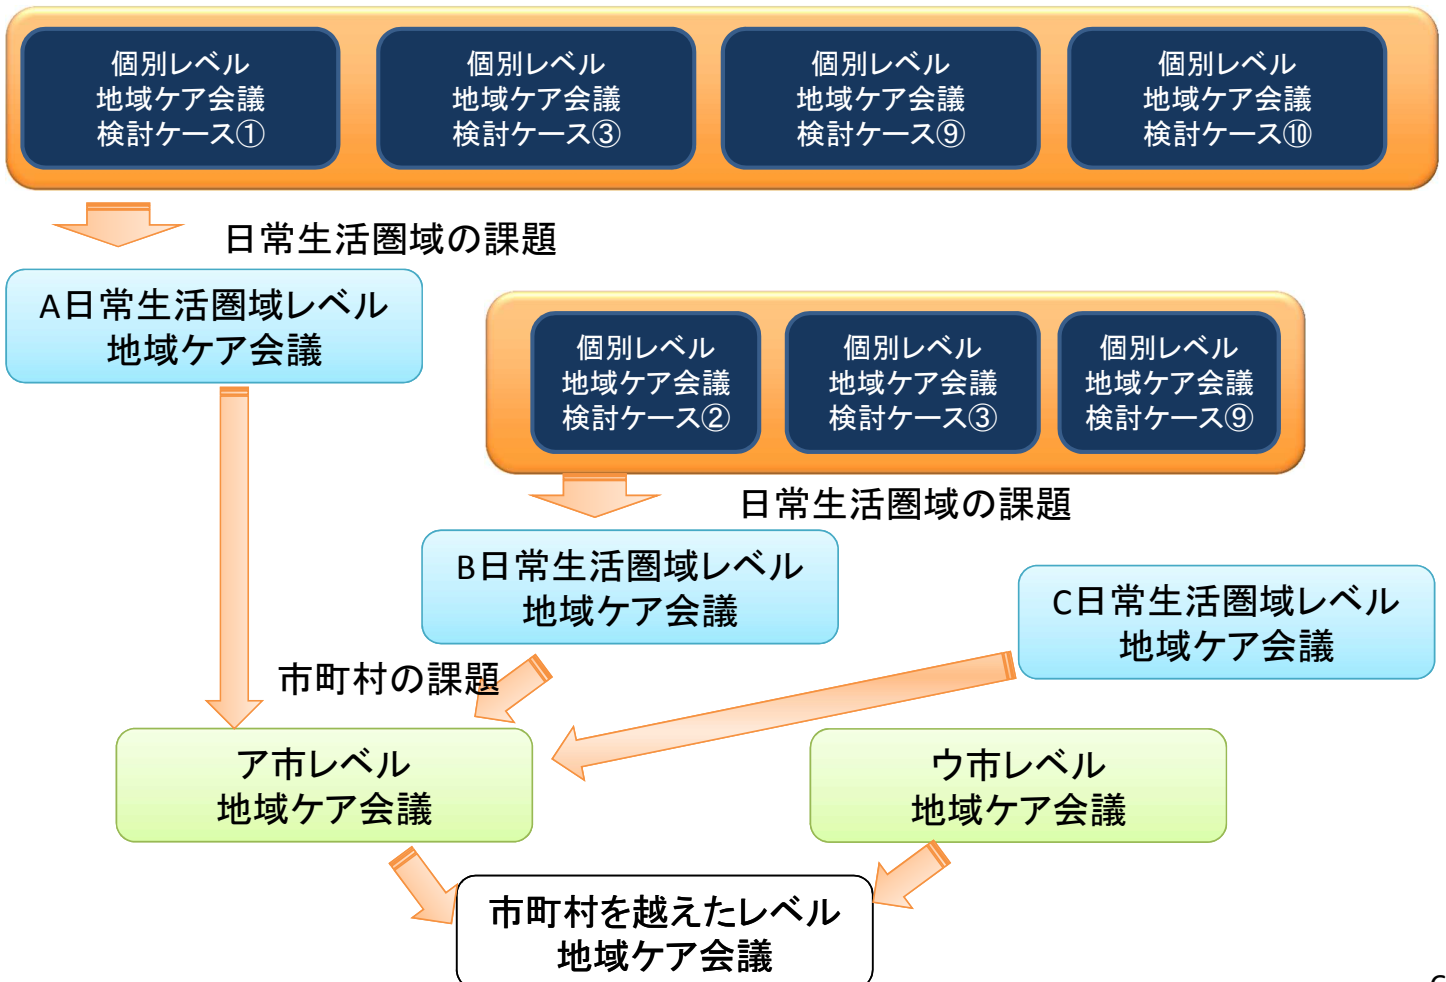 個別レベル
地域ケア会議
検討ケース①
個別レベル
地域ケア会議
検討ケース③
個別レベル
地域ケア会議
検討ケース⑨
個別レベル
地域ケア会議
検討ケース⑩
日常生活圏域の課題
A日常生活圏域レベル
地域ケア会議
個別レベル
地域ケア会議
検討ケース②
個別レベル
地域ケア会議
検討ケース③
個別レベル
地域ケア会議
検討ケース⑨
日常生活圏域の課題
B日常生活圏域レベル
地域ケア会議
C日常生活圏域レベル
地域ケア会議
市町村の課題
ア市レベル
地域ケア会議
ウ市レベル
地域ケア会議
市町村を越えたレベル
地域ケア会議